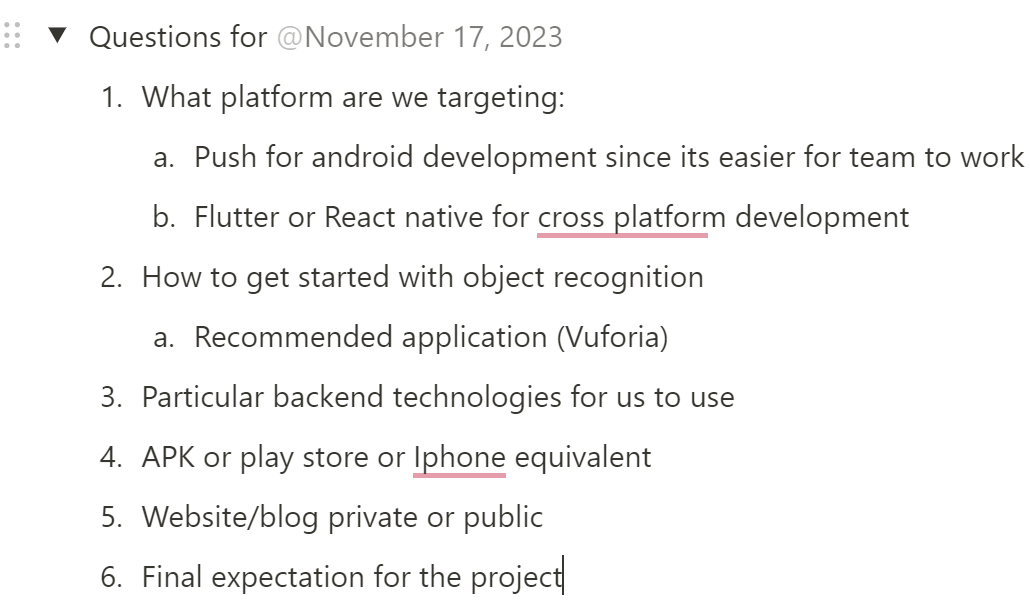 Questions for @November 17, 2023
1. What platform are we targeting:
a. Push for android development since its easier for team to work
b. Flutter or React native for cross platform development
2. How to get started with object recognition
a. Recommended application (Vuforia)
3. Particular backend technologies for us to use
4. APK or play store or Iphone equivalent
5. Website/blog private or public
6. Final expectation for the project